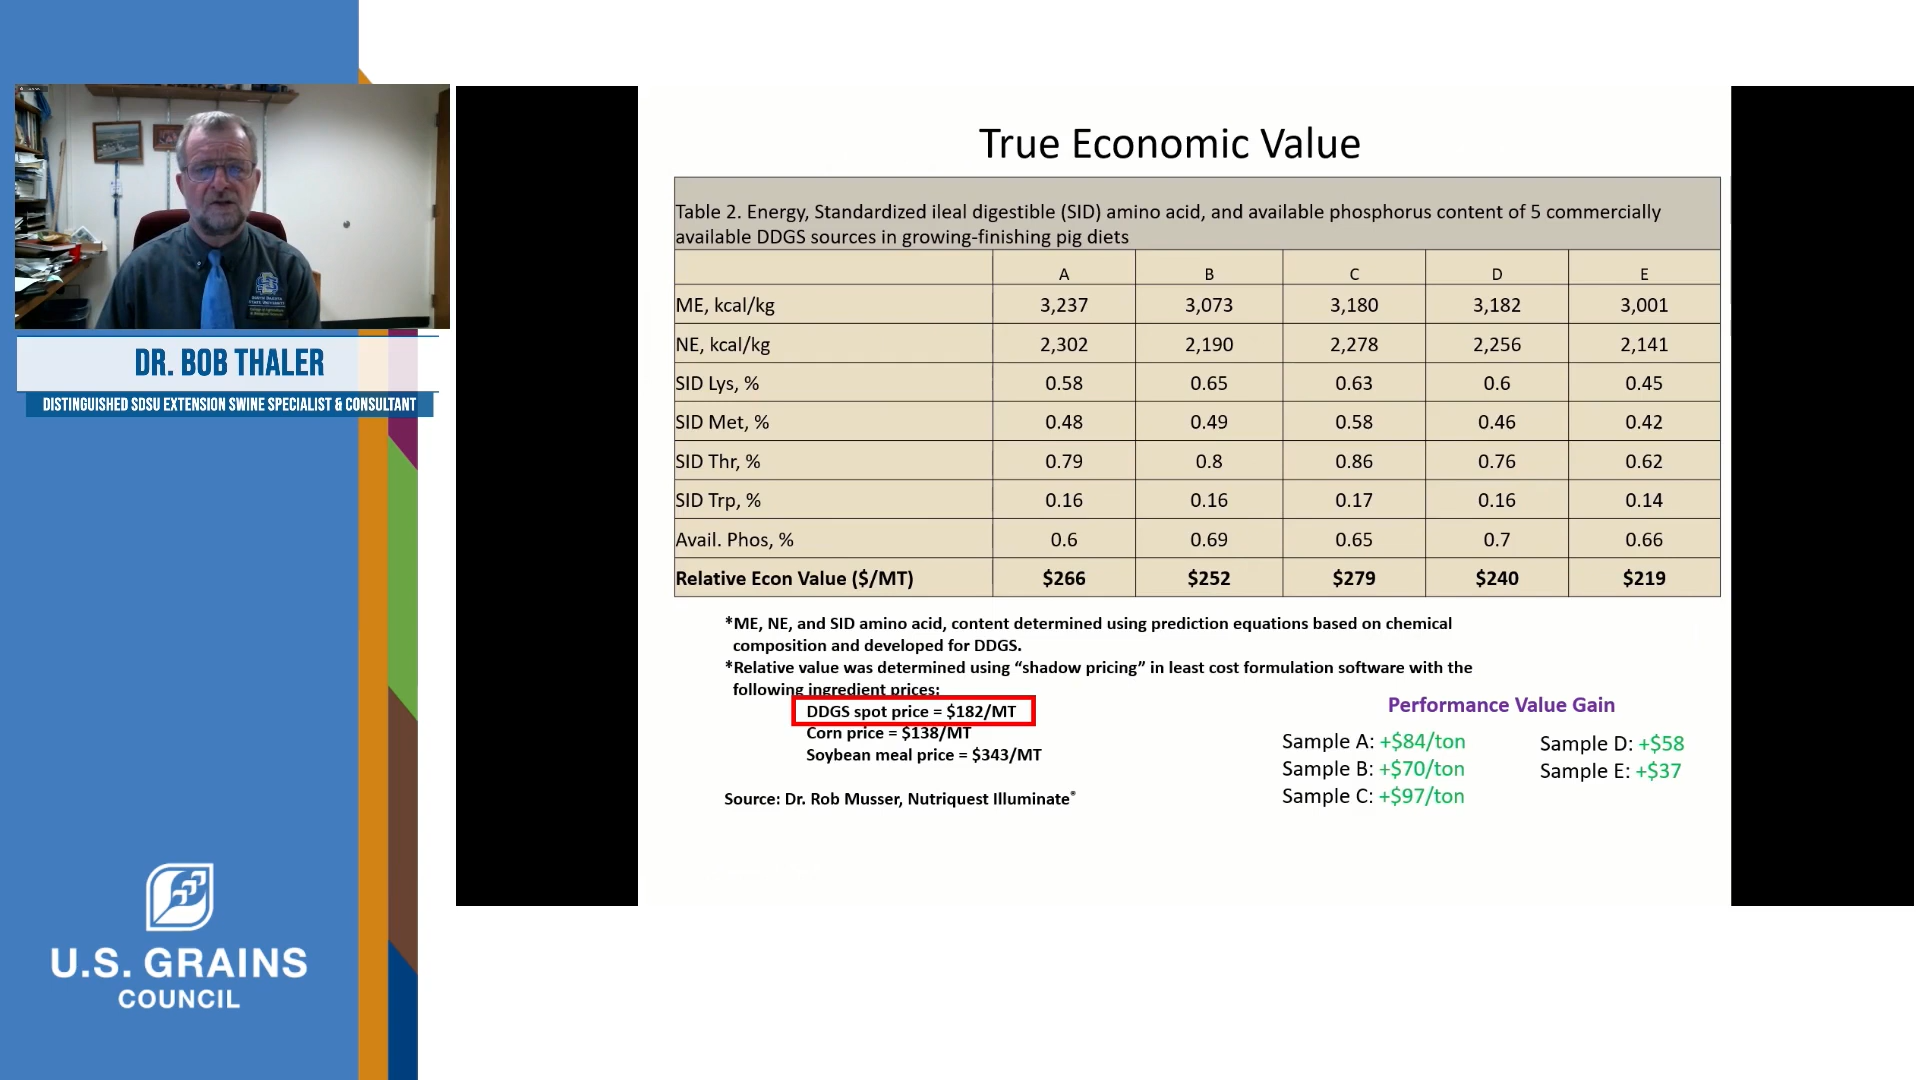 True Economic Value
Table 2. Energy, Standardized ileal digestible (SID) amino acid, and available phosphorus content of 5 commercially
available DDGS sources in growing-finishing pig diets
A B C D E
ME, kcal/kg 3,237 3,073 3,180 3,182 3,001
NE, kcal/kg 2,302 2,190 2,278 2,256 2,141
SID Lys, % 0.58 0.65 0.63 0.6 0.45
SID Met, % 0.48 0.49 0.58 0.46 0.42
SID Thr, % 0.79 0.8 0.86 0.76 0.62
SID Trp, % 0.16 0.16 0.17 0.16 0.14
Avail. Phos, % 0.6 0.69 0.65 0.7 0.66
Relative Econ Value ($/MT) $266 $252 $279 $240 $219
*ME, NE, and SID amino acid, content determined using prediction equations based on chemical
composition and developed for DDGS.
*Relative value was determined using “shadow pricing” in least cost formulation software with the
following ingredient prices:
DDGS spot price = $182/MT
Corn price = $138/MT
Soybean meal price = $343/MT
Source: Dr. Rob Musser, Nutriquest Illuminate®
Performance Value Gain
Sample A: +$84/ton
Sample B: +$70/ton
Sample C: +$97/ton
Sample D: +$58
Sample E: +$37
DR. BOB THALER
DISTINGUISHED SDSU EXTENSION SWINE SPECIALIST & CONSULTANT
U.S. GRAINS
COUNCIL